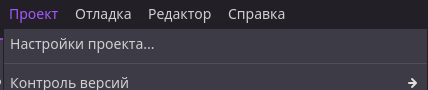 Проект Отладка Редактор Справка
Настройки проекта...
Контроль версий